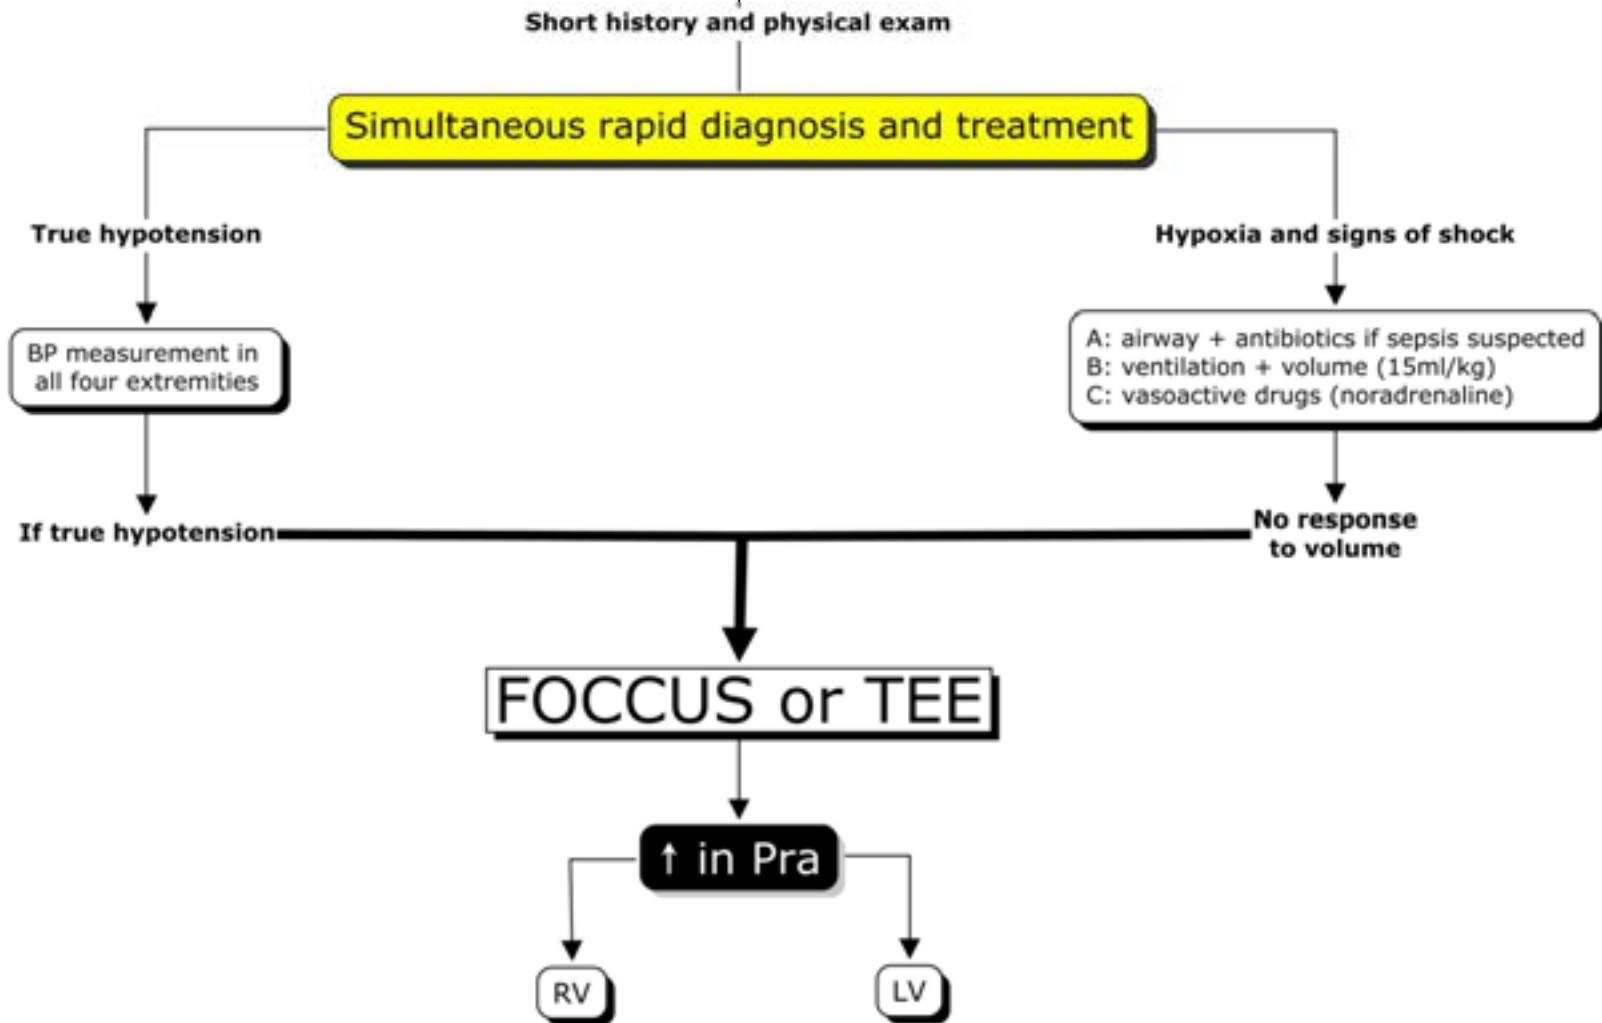 Short history and physical exam
Simultaneous rapid diagnosis and treatment
True hypotension
Hypoxia and signs of shock
BP measurement in
all four extremities
A: airway + antibiotics if sepsis suspected
B: ventilation + volume (15ml/kg)
C: vasoactive drugs (noradrenaline)
If true hypotension
No response
to volume
FOCCUS or TEE
↑ in Pra
RV
LV